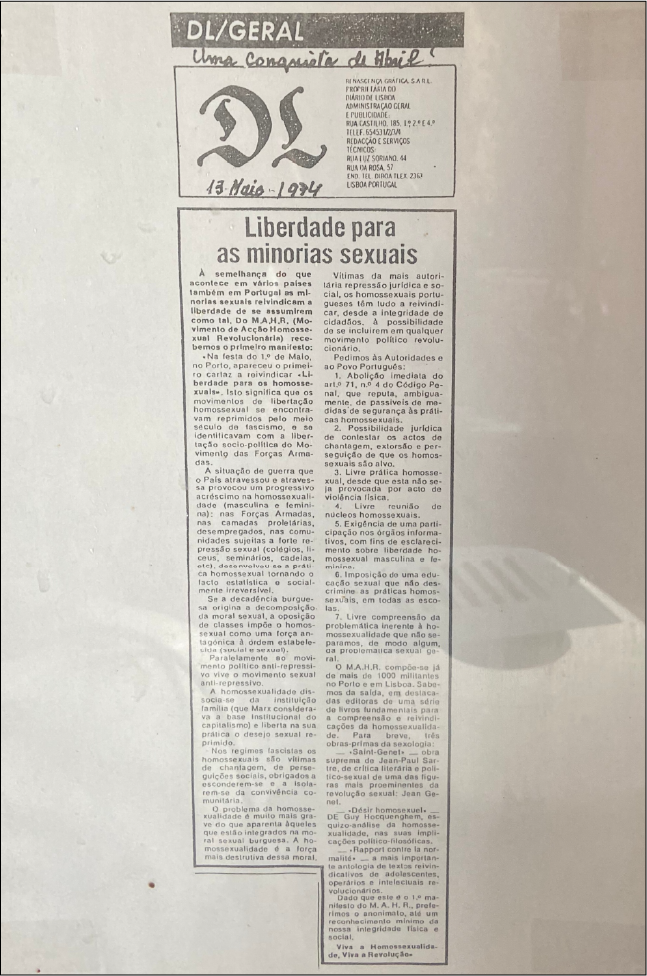 DL/GERAL
Uma Conquista de Abril!
DL
RENASCENÇA GRÁFICA, S.A.R.L.
PROPRIETÁRIA DO
DIÁRIO DE LISBOA
ADMINISTRAÇÃO GERAL
E PUBLICIDADE:
RUA CASTILHO, 185, 1.º 2.º E 4.º
TELEF.
REDACÇÃO E SERVIÇOS
TÉCNICOS:
RUA LUZ SORIANO, 44
RUA DA ROSA, 57
END. TEL. DIBOA TLEX.
LISBOA PORTUGAL
13-Maio-1974
Liberdade para
as minorias sexuais
À semelhança do que
acontece em vários países
também em Portugal as mi-
norias sexuais reivindicam a
liberdade de se assumirem
como tal. Do M.A.H.R. (Mo-
vimento de Acção Homosse-
xual Revolucionária) rece-
bemos o primeiro manifesto:
«Na festa do 1.º de Maio,
no Porto, apareceu o primei-
ro cartaz a reivindicar «Li-
berdade para os homosse-
xuais». Isto significa que os
movimentos de libertação
homossexual se encontra-
vam reprimidos pelo meio
século de fascismo, e se
identificavam com a liber-
tação socio-política do Mo-
vimento das Forças Arma-
das.
A situação de guerra que
o País atravessou e atraves-
sa provocou um progressivo
acréscimo na homossexuali-
dade (masculina e femini-
na); nas Forças Armadas,
nas camadas proletárias,
desempregados, nas comu-
nidades sujeitas a forte re-
pressão sexual (colégios, li-
ceus, seminários, cadeias,
etc), desenvolveu-se a práti-
ca homossexual tornando o
facto estatística e social-
mente irreversível.
Se a decadência burgue-
sa origina a decomposição
da moral sexual, a oposição
de classes impõe o homos-
sexual como uma força an-
tagónica à ordem estabele-
cida (social e sexuel).
Paralelamente ao movi-
mento político anti-repressi-
vo vive o movimento sexual
anti-repressivo.
A homossexualidade dis-
socia-se da instituição
família (que Marx considera-
va a base institucional do
capitalismo) e liberta na sua
prática o desejo sexual re-
primido.
Nos regimes fascistas os
homossexuais são vítimas
de chantagem, de perse-
guições sociais, obrigados a
esconderem-se e a isola-
rem-se da convivência co-
munitária.
O problema da homosse-
xualidade é muito mais gra-
ve do que aparenta àqueles
que estão integrados na mo-
ral sexual burguesa. A ho-
mossexualidade é a força
mais destrutiva dessa moral.
Vítimas da mais autori-
tária repressão jurídica e so-
cial, os homossexuais portu-
gueses têm tudo a reivindi-
car, desde a integridade de
cidadãos, à possibilidade
de se incluírem em qualquer
movimento político revolu-
cionário.
Pedimos às Autoridades e
ao Povo Português:
1. Abolição imediata do
art.º 71, n.º 4 do Código Pe-
nal, que reputa, ambigua-
mente, de passíveis de me-
didas de segurança às práti-
cas homossexuais.
2. Possibilidade jurídica
de contestar os actos de
chantagem, extorsão e per-
seguição de que os homos-
sexuais são alvo.
3. Livre prática homosse-
xual, desde que esta não se-
ja provocada por acto de
violência física.
4. Livre reunião de
núcleos homossexuais.
5. Exigência de uma parti-
cipação nos órgãos informa-
tivos, com fins de esclareci-
mento sobre liberdade ho-
mossexual masculina e fe-
minina.
6. Imposição de uma edu-
cação sexual que não des-
crimine as práticas homos-
sexuais, em todas as esco-
las.
7. Livre compreensão da
problemática inerente à ho-
mossexualidade que não se-
paramos, de modo algum,
da problemática sexual ge-
ral.
O M.A.H.R. compõe-se já
de mais de 1000 militantes
no Porto e em Lisboa. Sabe-
mos da saída, em destaca-
das editoras de uma série
de livros fundamentais para
a compreensão e reivindi-
cações da homossexualida-
de. Para breve, três
obras-primas da sexologia:
— «Saint-Genet» — obra
suprema de Jean-Paul Sar-
tre, de crítica literária e polí-
tico-sexual de uma das figu-
ras mais proeminentes da
revolução sexual: Jean Ge-
net.
— «Désir homosexuel» —
DE Guy Hocquenghem, es-
quizo-análise da homosse-
xualidade, nas suas impli-
cações político-filosóficas.
— «Rapport contre la nor-
malité» — a mais importan-
te antologia de textos reivin-
dicativos de adolescentes,
operários e intelectuais re-
volucionários.
Dado que este é o 1.º ma-
nifesto do M. A. H. R., prefe-
rimos o anonimato, até um
reconhecimento mínimo da
nossa integridade física e
social.
Viva a Homossexualida-
de, Viva a Revolução»